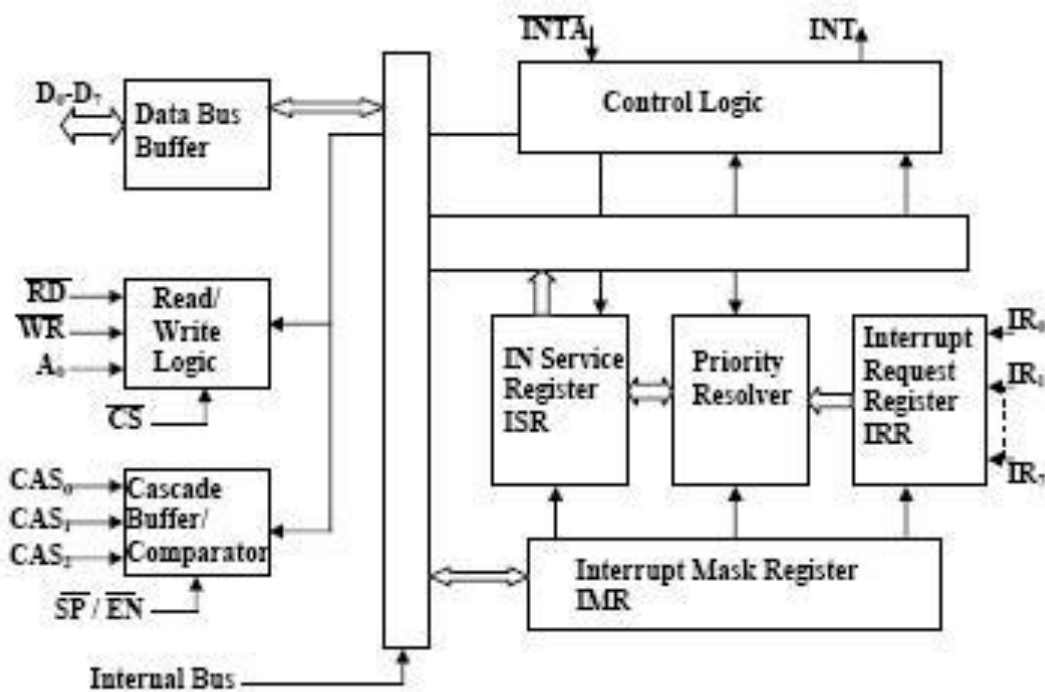 INTA
INT
D₀-D₇
Data Bus
Buffer
Control Logic
RD
WR
A₀
Read/
Write
Logic
CS
IN Service
Register
ISR
Priority
Resolver
Interrupt
Request
Register
IRR
IR₀
IR₁
IR₇
CAS₀
CAS₁
CAS₂
Cascade
Buffer/
Comparator
SP / EN
Interrupt Mask Register
IMR
Internal Bus